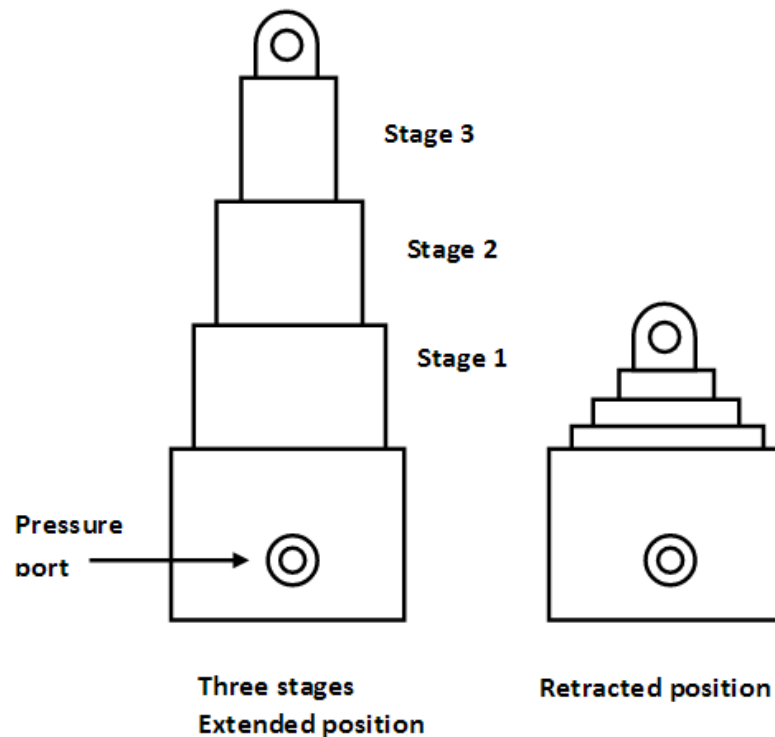 Stage 3
Stage 2
Stage 1
Pressure
port
Three stages
Extended position
Retracted position